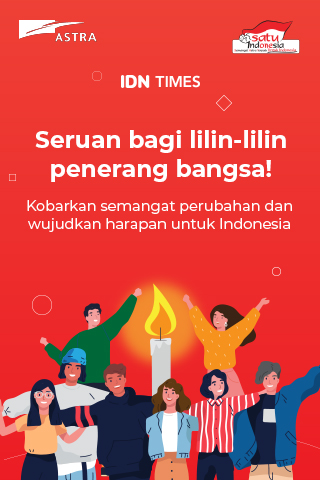 ASTRA
satu
Indonesia
IDN TIMES
Seruan bagi lilin-lilin
penerang bangsa!
Kobarkan semangat perubahan dan
wujudkan harapan untuk Indonesia